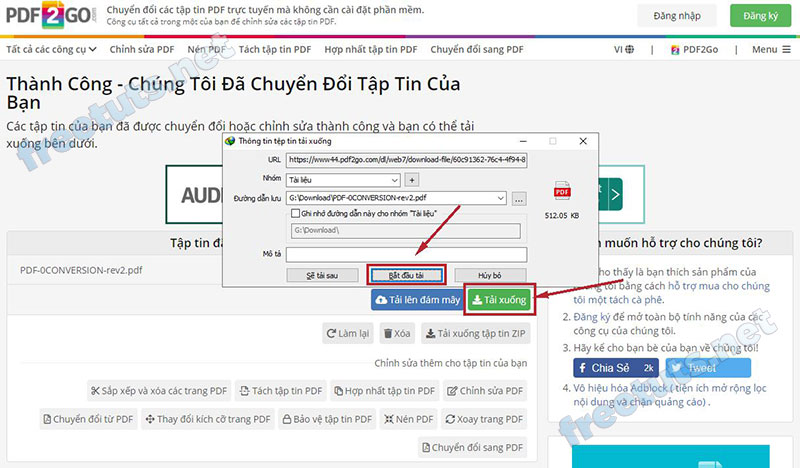 PDF2GO.com
Chuyển đổi các tập tin PDF trực tuyến mà không cần cài đặt phần mềm.
Công cụ tất cả trong một của bạn để chỉnh sửa các tập tin PDF.
Đăng nhập
Đăng ký
Tất cả các công cụ
Chỉnh sửa PDF
Nén PDF
Tách tập tin PDF
Hợp nhất tập tin PDF
Chuyển đổi sang PDF
VI
PDF2Go
Menu
Thành Công - Chúng Tôi Đã Chuyển Đổi Tập Tin Của
Bạn
Các tập tin của bạn đã được chuyển đổi hoặc chỉnh sửa thành công và bạn có thể tải
xuống bên dưới.
freetuts.net
AUD
Thông tin tệp tin tải xuống
URL
https://www44.pdf2go.com/dl/web7/download-file/60c91362-76c4-4f94-8
Nhóm
Tài liệu
+
Đường dẫn lưu
G:\Download\PDF-0CONVERSION-rev2.pdf
...
Ghi nhớ đường dẫn này cho nhóm "Tài liệu"
G:\Download\
Mô tả
PDF
512.05 KB
Sẽ tải sau
Bắt đầu tải
Hủy bỏ
Tập tin đã
PDF-0CONVERSION-rev2.pdf
Tải lên đám mây
Tải xuống
Làm lại
Xóa
Tải xuống tập tin ZIP
Chỉnh sửa thêm cho tập tin của bạn
Sắp xếp và xóa các trang PDF
Tách tập tin PDF
Hợp nhất tập tin PDF
Chỉnh sửa PDF
Chuyển đổi từ PDF
Thay đổi kích cỡ trang PDF
Bảo vệ tập tin PDF
Nén PDF
Xoay trang PDF
Chuyển đổi sang PDF
muốn hỗ trợ cho chúng tôi?
cho thấy là bạn thích sản phẩm của
chúng tôi bằng cách hỗ trợ mua cho chúng
tôi một tách cà phê.
2. Đăng ký để mở toàn bộ tính năng của các
công cụ của chúng tôi.
3. Hãy kể cho bạn bè của bạn về chúng tôi!
Chia Sẻ
2k
Tweet
4. Vô hiệu hóa Adblock ( tiện ích mở rộng lọc
nội dung và chặn quảng cáo) .
freetuts.net